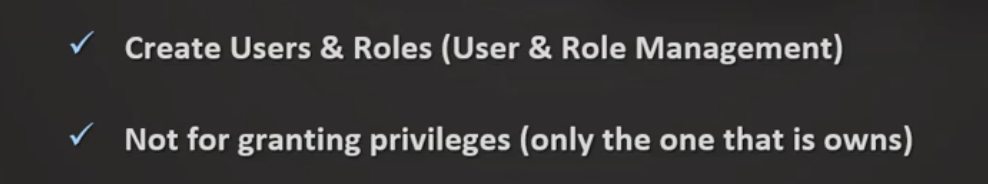 ✓ Create Users & Roles (User & Role Management)
✓ Not for granting privileges (only the one that is owns)